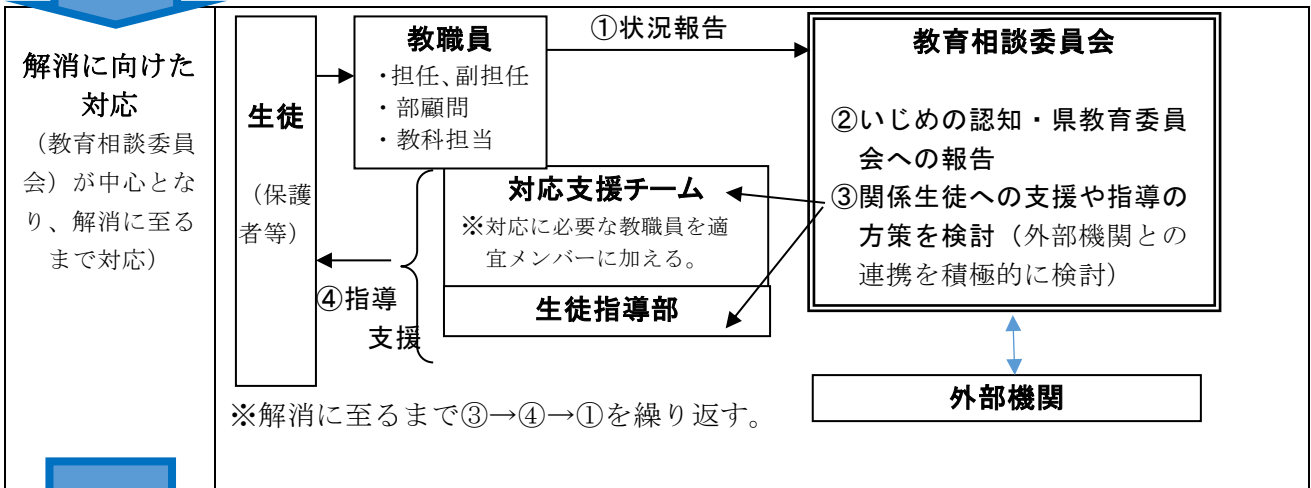 解消に向けた
対応
（教育相談委員
会）が中心とな
り、解消に至る
まで対応）
生徒
（保護
者等）
教職員
・担任、副担任
・部顧問
・教科担当
①状況報告
教育相談委員会
②いじめの認知・県教育委員
会への報告
③関係生徒への支援や指導の
方策を検討（外部機関との
連携を積極的に検討）
対応支援チーム
※対応に必要な教職員を適
宜メンバーに加える。
生徒指導部
④指導
支援
外部機関
※解消に至るまで③→④→①を繰り返す。